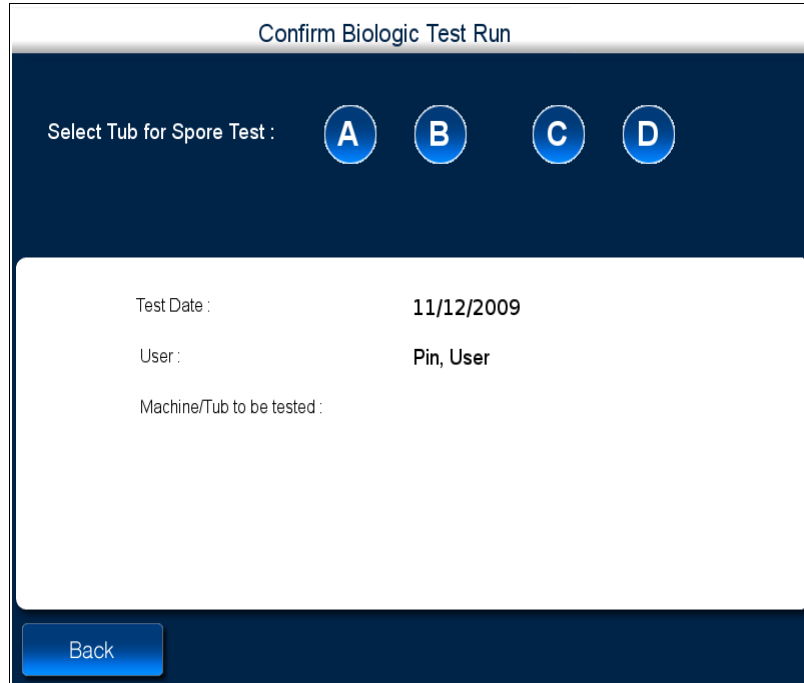 Confirm Biologic Test Run
Select Tub for Spore Test : A B C D
Test Date : 11/12/2009
User : Pin, User
Machine/Tub to be tested :
Back